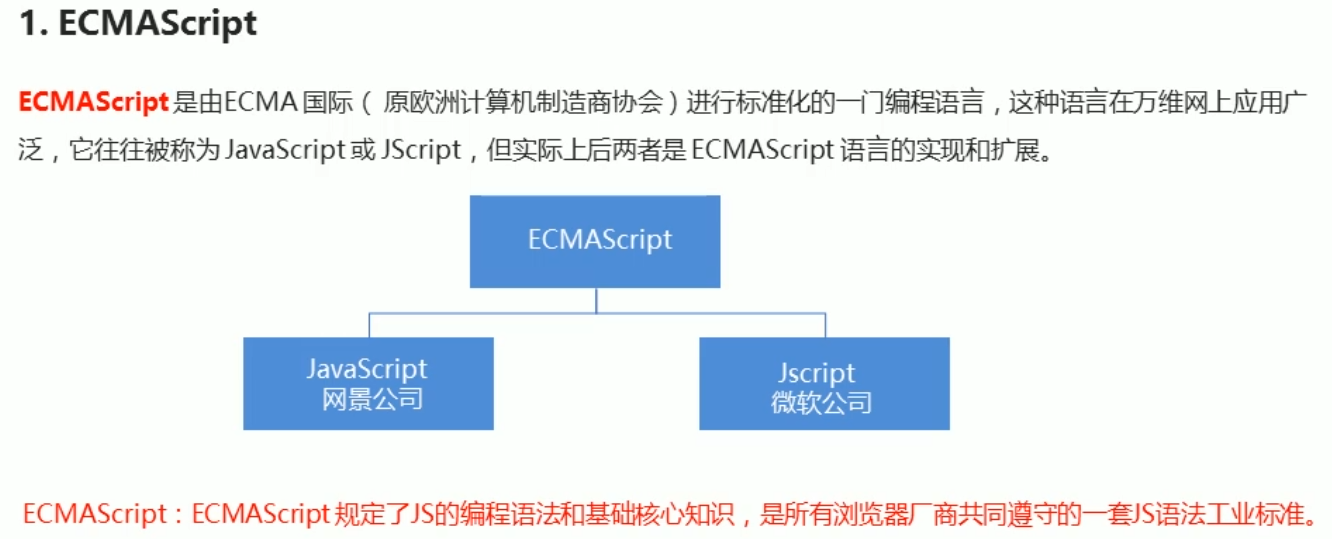 1. ECMAScript
ECMAScript 是由ECMA 国际（ 原欧洲计算机制造商协会）进行标准化的一门编程语言，这种语言在万维网上应用广
泛，它往往被称为 JavaScript 或 JScript，但实际上后两者是 ECMAScript 语言的实现和扩展。
ECMAScript
JavaScript
网景公司
Jscript
微软公司
ECMAScript：ECMAScript 规定了JS的编程语法和基础核心知识，是所有浏览器厂商共同遵守的一套JS语法工业标准。